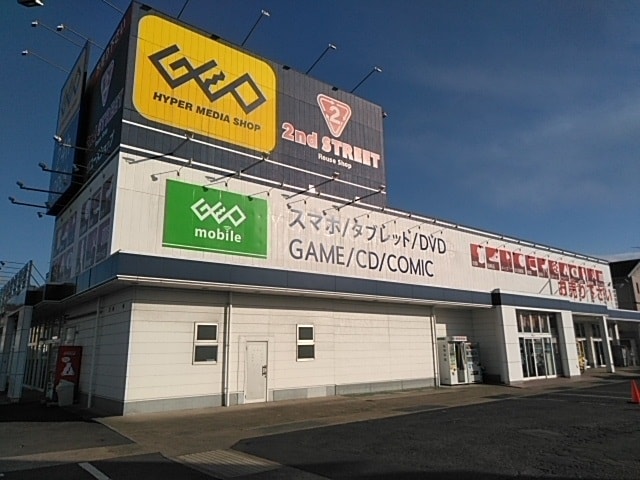 GEO
HYPER MEDIA SHOP
2
2nd STREET
Reuse Shop
GEO
mobile
スマホ/タブレット/DVD
GAME/CD/COMIC
お売り下さい